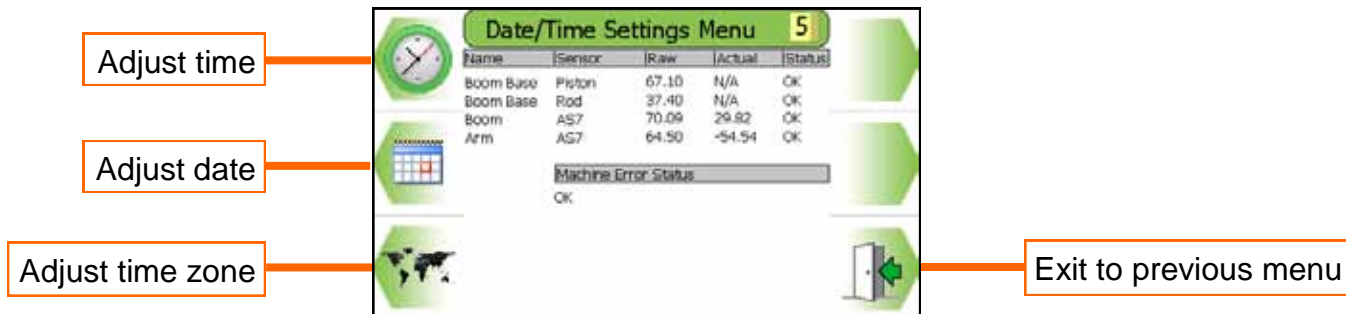 Date/Time Settings Menu 5
Adjust time
Name Sensor Raw Actual Status
Boom Base Piston 67.10 N/A OK
Boom Base Rod 37.40 N/A OK
Boom AS7 70.09 29.82 OK
Arm AS7 64.50 -54.54 OK
Adjust date
Machine Error Status
OK
Adjust time zone
Exit to previous menu